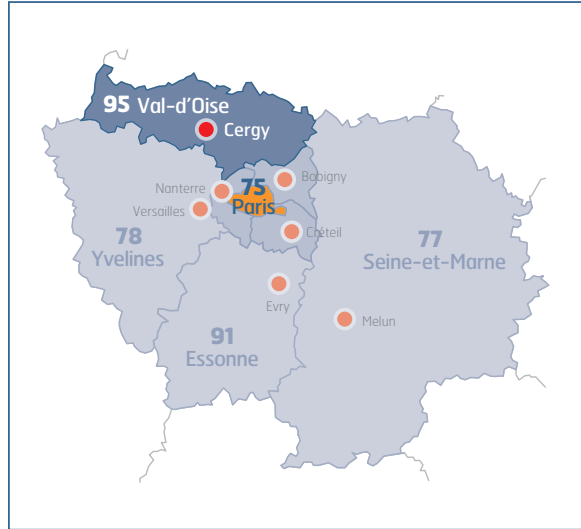 95 Val-d'Oise
Cergy
Bobigny
Nanterre
75
Paris
Versailles
Créteil
78
Yvelines
77
Seine-et-Marne
Evry
Melun
91
Essonne